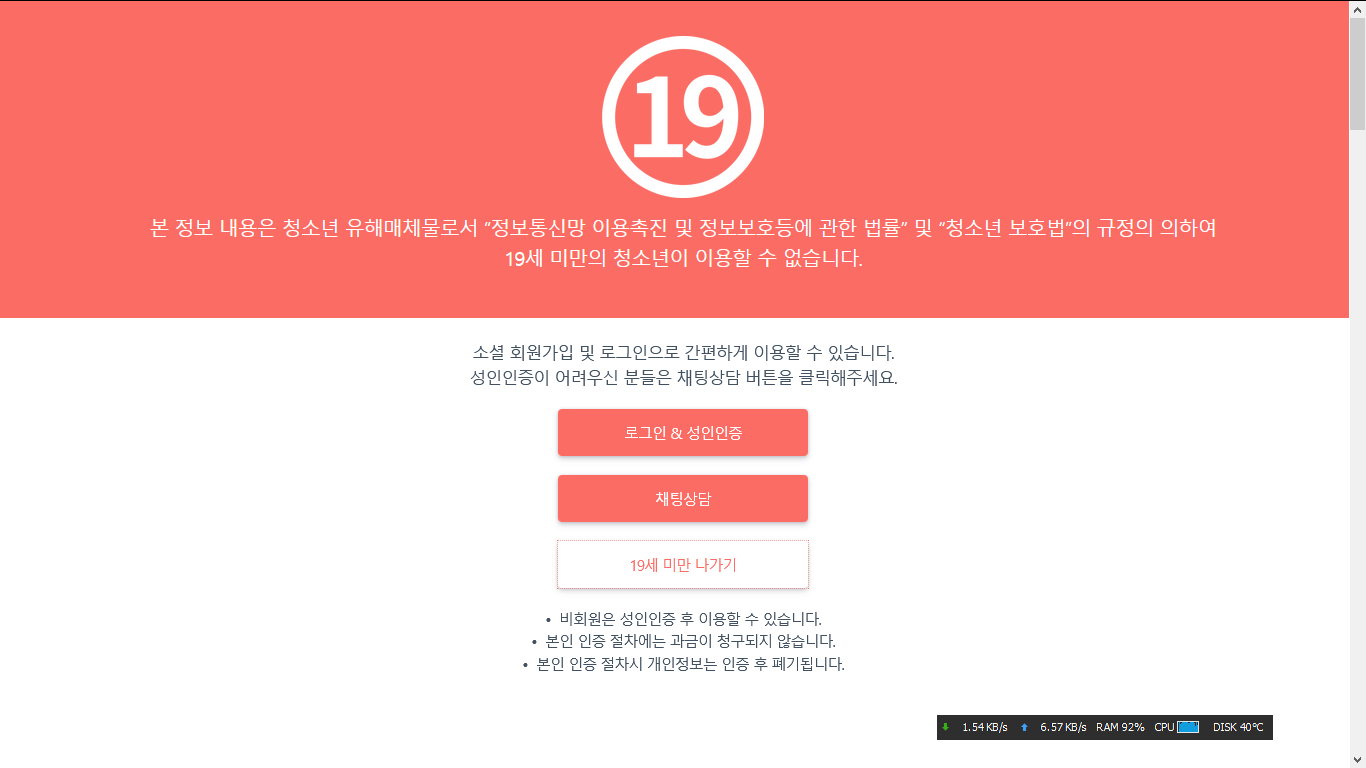 19
본 정보 내용은 청소년 유해매체물로서 "정보통신망 이용촉진 및 정보보호등에 관한 법률" 및 "청소년 보호법"의 규정의 의하여
19세 미만의 청소년이 이용할 수 없습니다.
소셜 회원가입 및 로그인으로 간편하게 이용할 수 있습니다.
성인인증이 어려우신 분들은 채팅상담 버튼을 클릭해주세요.
로그인 & 성인인증
채팅상담
19세 미만 나가기
• 비회원은 성인인증 후 이용할 수 있습니다.
• 본인 인증 절차에는 과금이 청구되지 않습니다.
• 본인 인증 절차시 개인정보는 인증 후 폐기됩니다.
1.54 KB/s 6.57 KB/s RAM 92% CPU DISK 40°C